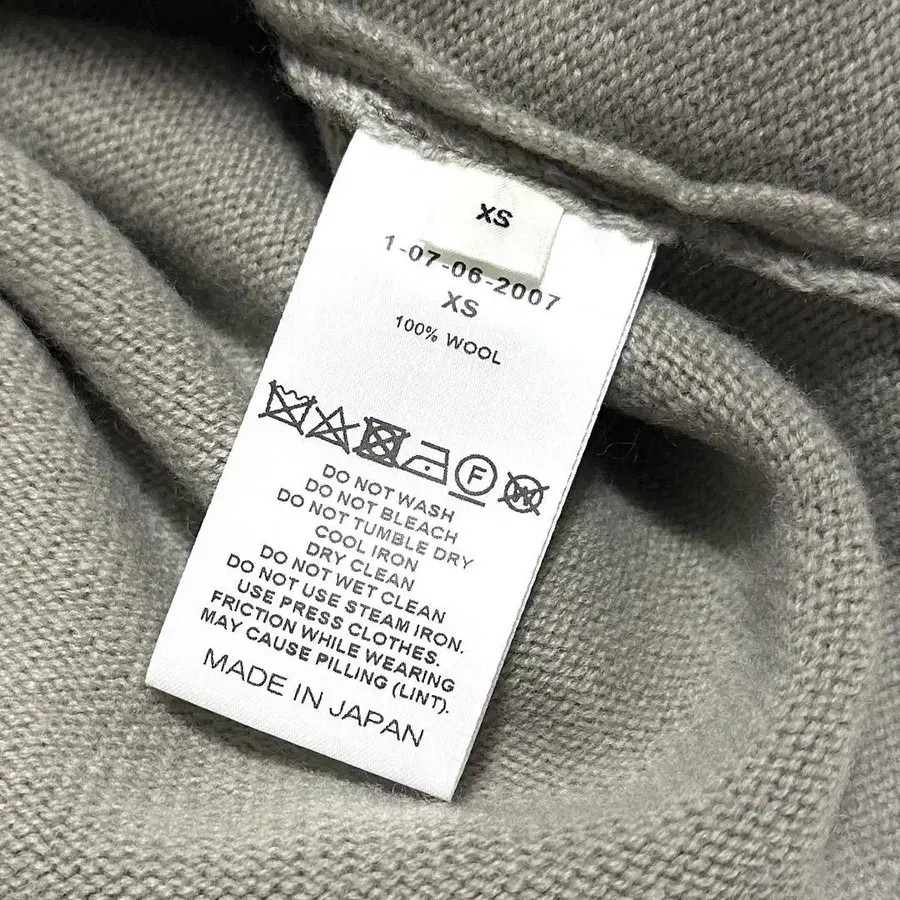 XS
1-07-06-2007
XS
100% WOOL
F
W
DO NOT WASH
DO NOT BLEACH
DO NOT TUMBLE DRY
COOL IRON
DRY CLEAN
DO NOT WET CLEAN
DO NOT USE STEAM IRON.
USE PRESS CLOTHES.
FRICTION WHILE WEARING
MAY CAUSE PILLING (LINT).
MADE IN JAPAN